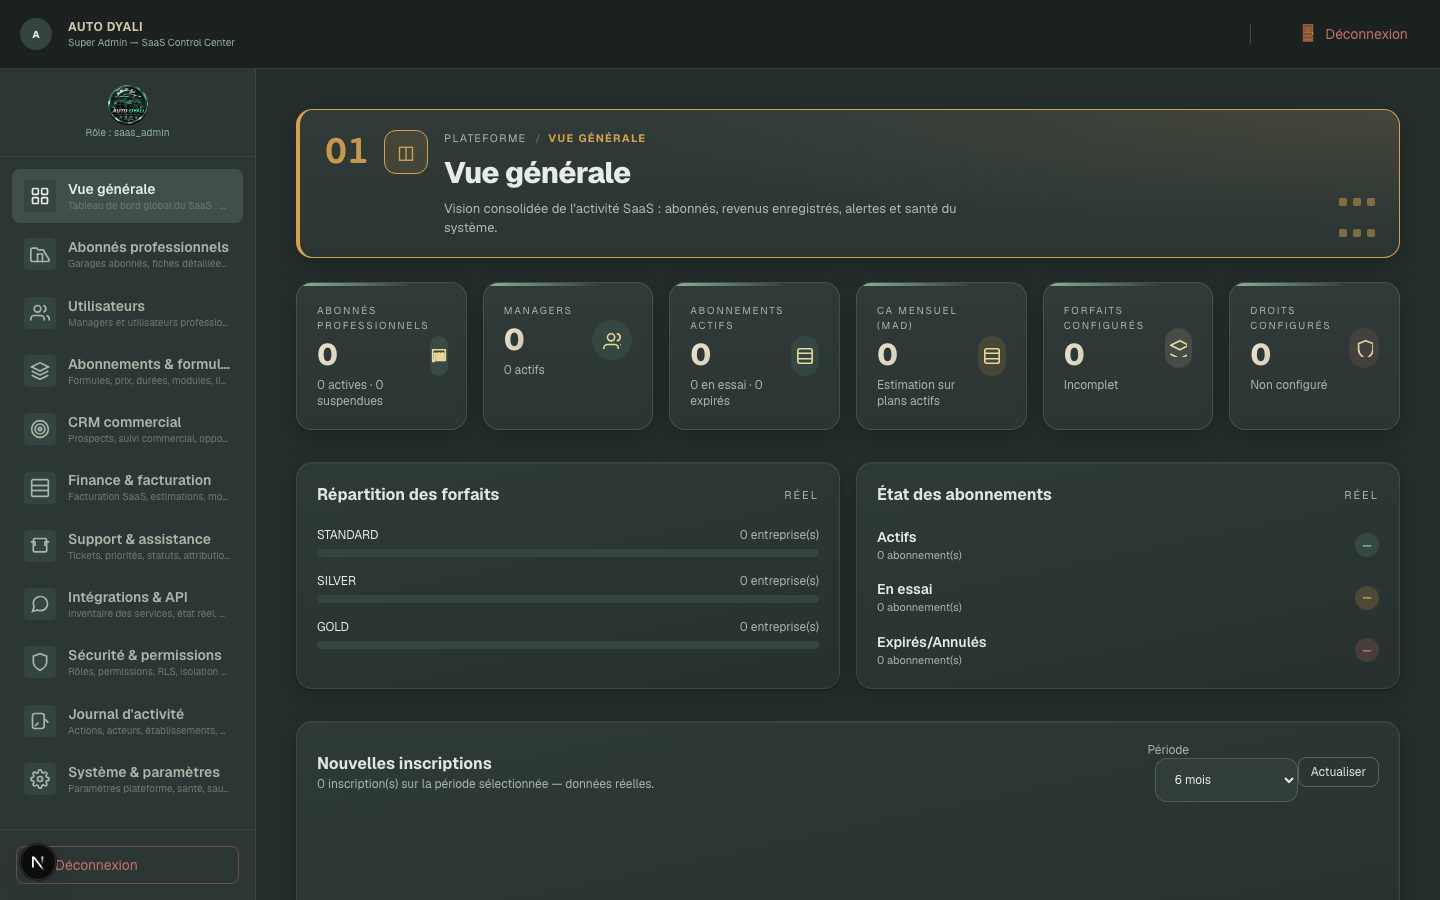 A
AUTO DYALI
Super Admin — SaaS Control Center
Déconnexion
AUTO DYALI
Rôle : saas_admin
Vue générale
Tableau de bord global du SaaS : ...
Abonnés professionnels
Garages abonnés, fiches détaillée...
Utilisateurs
Managers et utilisateurs professio...
Abonnements & formul...
Formules, prix, durées, modules, li...
CRM commercial
Prospects, suivi commercial, oppo...
Finance & facturation
Facturation SaaS, estimations, mo...
Support & assistance
Tickets, priorités, statuts, attributio...
Intégrations & API
Inventaire des services, état réel, ...
Sécurité & permissions
Rôles, permissions, RLS, isolation ...
Journal d'activité
Actions, acteurs, établissements, ...
Système & paramètres
Paramètres plateforme, santé, sau...
N
Déconnexion
01
PLATEFORME / VUE GÉNÉRALE
Vue générale
Vision consolidée de l'activité SaaS : abonnés, revenus enregistrés, alertes et santé du
système.
ABONNÉS
PROFESSIONNELS
0
0 actives · 0
suspendues
MANAGERS
0
0 actifs
ABONNEMENTS
ACTIFS
0
0 en essai · 0
expirés
CA MENSUEL
(MAD)
0
Estimation sur
plans actifs
FORFAITS
CONFIGURÉS
0
Incomplet
DROITS
CONFIGURÉS
0
Non configuré
Répartition des forfaits
RÉEL
STANDARD
0 entreprise(s)
SILVER
0 entreprise(s)
GOLD
0 entreprise(s)
État des abonnements
RÉEL
Actifs
0 abonnement(s)
En essai
0 abonnement(s)
Expirés/Annulés
0 abonnement(s)
Nouvelles inscriptions
0 inscription(s) sur la période sélectionnée — données réelles.
Période
6 mois
Actualiser